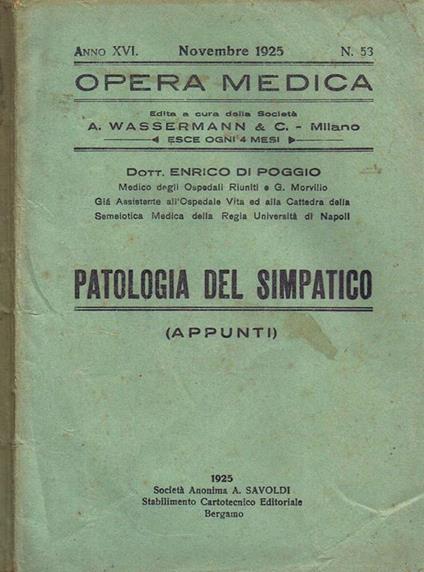 ANNO XVI. Novembre 1925 N. 53
OPERA MEDICA
Edita a cura della Società
A. WASSERMANN & C. - Milano
ESCE OGNI 4 MESI
DOTT. ENRICO DI POGGIO
Medico degli Ospedali Riuniti e G. Morvillo
Già Assistente all'Ospedale Vita ed alla Cattedra della
Semeiotica Medica della Regia Università di Napoli
PATOLOGIA DEL SIMPATICO
(APPUNTI)
1925
Società Anonima A. SAVOLDI
Stabilimento Cartotecnico Editoriale
Bergamo